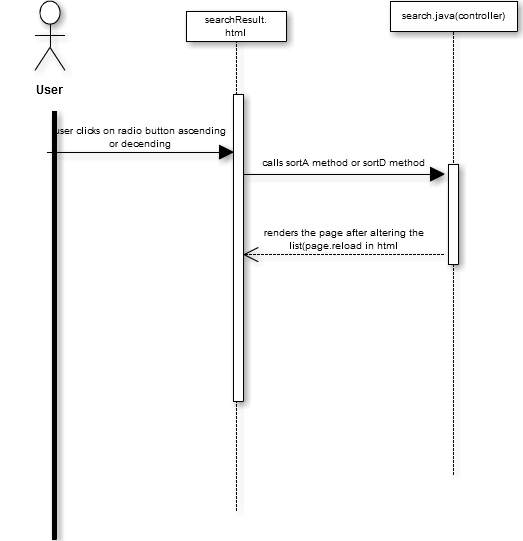 searchResult.
html
search.java(controller)
User
user clicks on radio button ascending
or decending
calls sortA method or sortD method
renders the page after altering the
list(page.reload in html